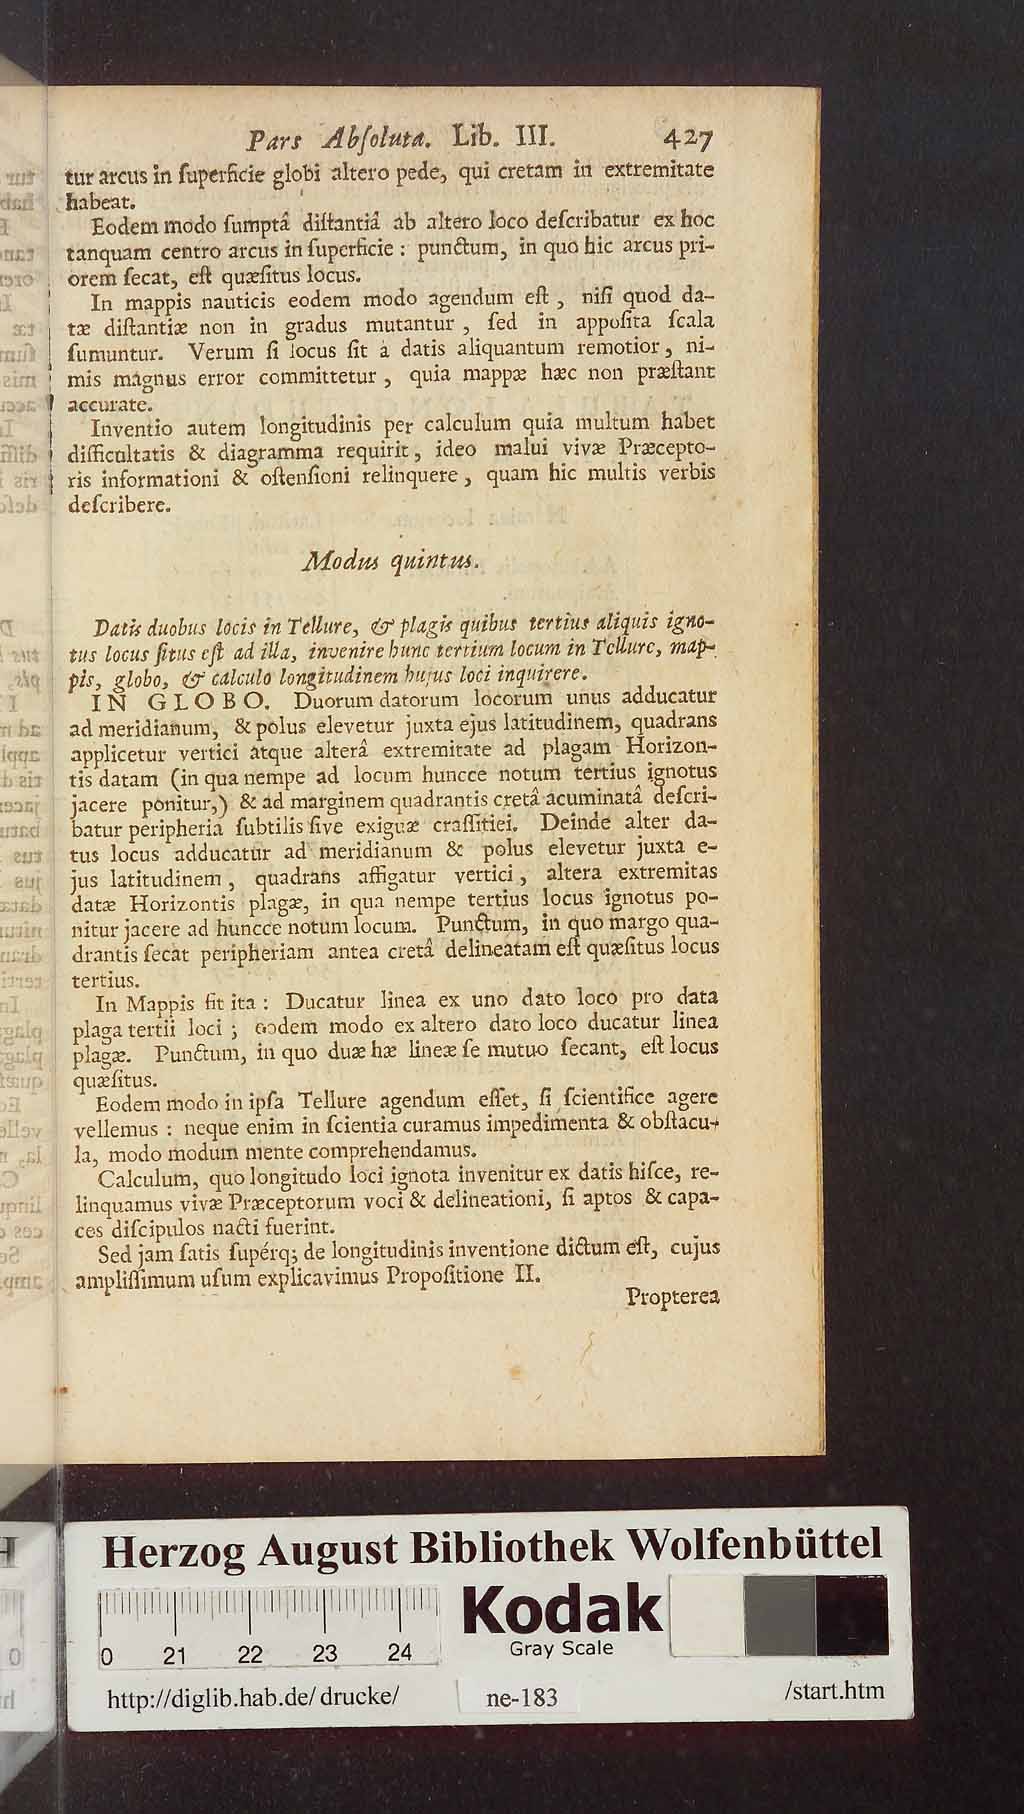 Pars Abſoluta. Lib. III. 427
tur arcus in ſuperficie globi altero pede, qui cretam in extremitate
habeat.
Eodem modo ſumptâ diſtantiâ ab altero loco deſcribatur ex hoc
tanquam centro arcus in ſuperficie : punctum, in quo hic arcus pri-
orem ſecat, eſt quæſitus locus.
In mappis nauticis eodem modo agendum eſt , niſi quod da-
tæ diſtantiæ non in gradus mutantur , ſed in appoſita ſcala
ſumuntur. Verum ſi locus ſit à datis aliquantum remotior, ni-
mis magnus error committetur , quia mappæ hæc non præſtant
accurate.
Inventio autem longitudinis per calculum quia multum habet
difficultatis & diagramma requirit, ideo malui vivæ Præcepto-
ris informationi & oſtenſioni relinquere , quam hic multis verbis
deſcribere.
Modus quintus.
Datis duobus locis in Tellure, & plagis quibus tertius aliquis igno-
tus locus ſitus eſt ad illa, invenire hunc tertium locum in Tellure, map-
pis, globo, & calculo longitudinem hujus loci inquirere.
IN GLOBO. Duorum datorum locorum unus adducatur
ad meridianum, & polus elevetur juxta ejus latitudinem, quadrans
applicetur vertici atque alterâ extremitate ad plagam Horizon-
tis datam (in qua nempe ad locum huncce notum tertius ignotus
jacere ponitur,) & ad marginem quadrantis cretâ acuminatâ deſcri-
batur peripheria ſubtilis ſive exiguæ craſſitiei. Deinde alter da-
tus locus adducatur ad meridianum & polus elevetur juxta e-
jus latitudinem , quadrans affigatur vertici , altera extremitas
datæ Horizontis plagæ, in qua nempe tertius locus ignotus po-
nitur jacere ad huncce notum locum. Punctum, in quo margo qua-
drantis ſecat peripheriam antea cretâ delineatam eſt quæſitus locus
tertius.
In Mappis fit ita : Ducatur linea ex uno dato loco pro data
plaga tertii loci ; eodem modo ex altero dato loco ducatur linea
plagæ. Punctum, in quo duæ hæ lineæ ſe mutuo ſecant, eſt locus
quæſitus.
Eodem modo in ipſa Tellure agendum eſſet, ſi ſcientifice agere
vellemus : neque enim in ſcientia curamus impedimenta & obſtacu-
la, modo modum mente comprehendamus.
Calculum, quo longitudo loci ignota invenitur ex datis hiſce, re-
linquamus vivæ Præceptorum voci & delineationi, ſi aptos & capa-
ces diſcipulos nacti fuerint.
Sed jam ſatis ſupérq; de longitudinis inventione dictum eſt, cujus
ampliſſimum uſum explicavimus Propoſitione II.
Propterea
Herzog August Bibliothek Wolfenbüttel
Kodak
Gray Scale
0 21 22 23 24
http://diglib.hab.de/drucke/ ne-183 /start.htm